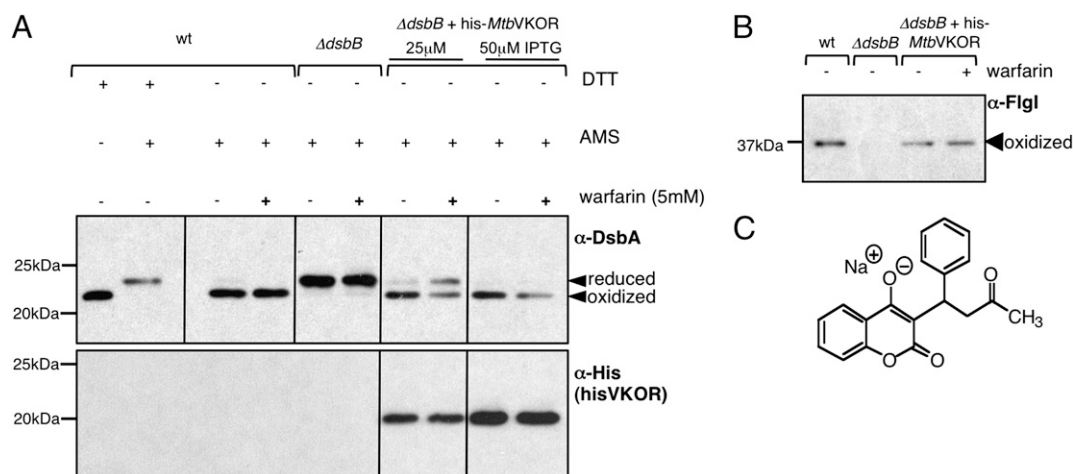 A
wt
ΔdsbB
ΔdsbB + his-MtbVKOR
25μM 50μM IPTG
+ + - - - - - - - - DTT
- + + + + + + + + + AMS
- - - + - + - + - + warfarin (5mM)
α-DsbA
25kDa
reduced
oxidized
20kDa
25kDa
α-His
(hisVKOR)
20kDa
B
wt
ΔdsbB
ΔdsbB + his-
MtbVKOR
- - - + warfarin
α-FlgI
37kDa
oxidized
C
Na
+
-
O
O
CH3
O
O